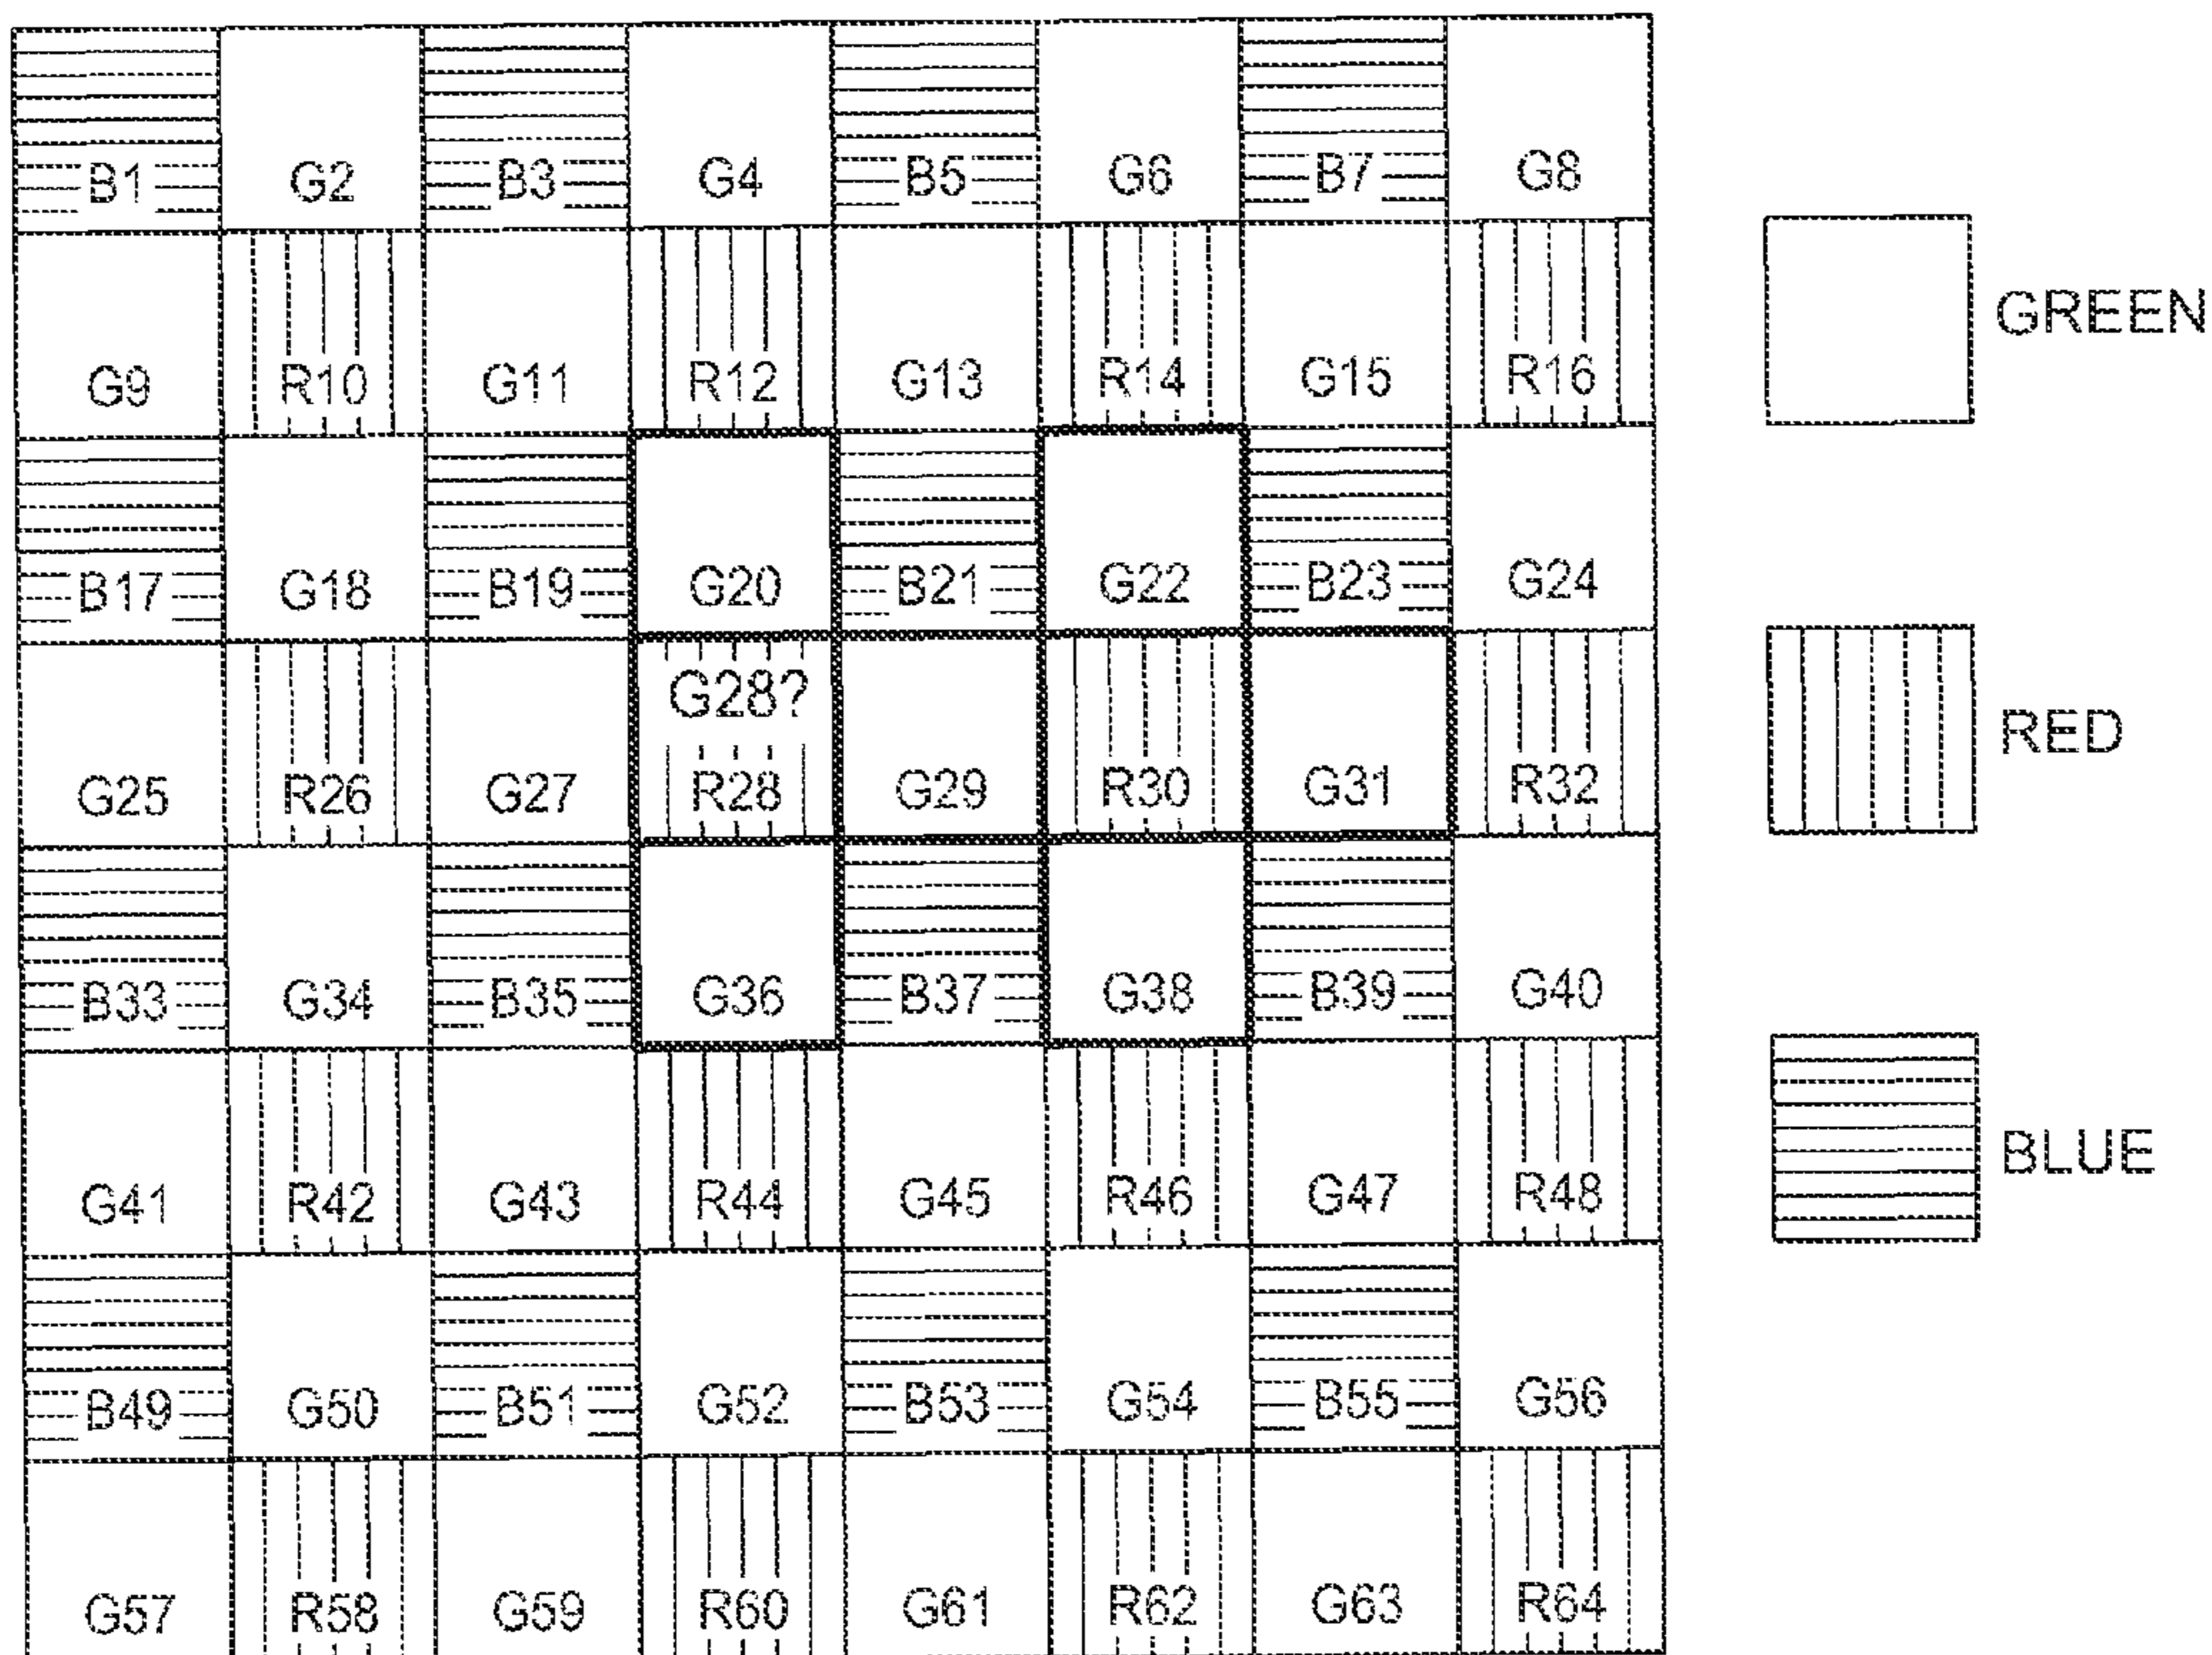 B1 G2 B3 G4 B5 G6 B7 G8
G9 R10 G11 R12 G13 R14 G15 R16
GREEN
B17 G18 B19 G20 B21 G22 B23 G24
G28?
G25 R26 G27 R28 G29 R30 G31 R32
RED
B33 G34 B35 G36 B37 G38 B39 G40
G41 R42 G43 R44 G45 R46 G47 R48
BLUE
B49 G50 B51 G52 B53 G54 B55 G56
G57 R58 G59 R60 G61 R62 G63 R64